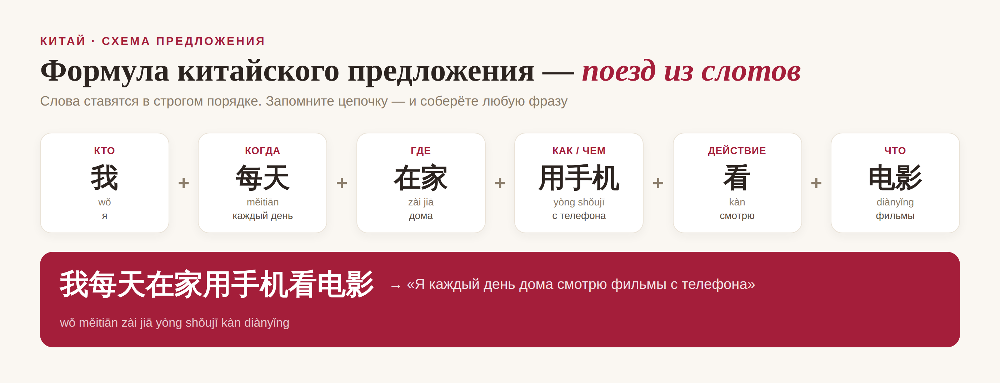 КИТАЙ · СХЕМА ПРЕДЛОЖЕНИЯ
Формула китайского предложения — поезд из слотов
Слова ставятся в строгом порядке. Запомните цепочку — и соберёте любую фразу
КТО
我
wǒ
я
+
КОГДА
每天
měitiān
каждый день
+
ГДЕ
在家
zài jiā
дома
+
КАК / ЧЕМ
用手机
yòng shǒujī
с телефона
+
ДЕЙСТВИЕ
看
kàn
смотрю
+
ЧТО
电影
diànyǐng
фильмы
我每天在家用手机看电影 → «Я каждый день дома смотрю фильмы с телефона»
wǒ měitiān zài jiā yòng shǒujī kàn diànyǐng